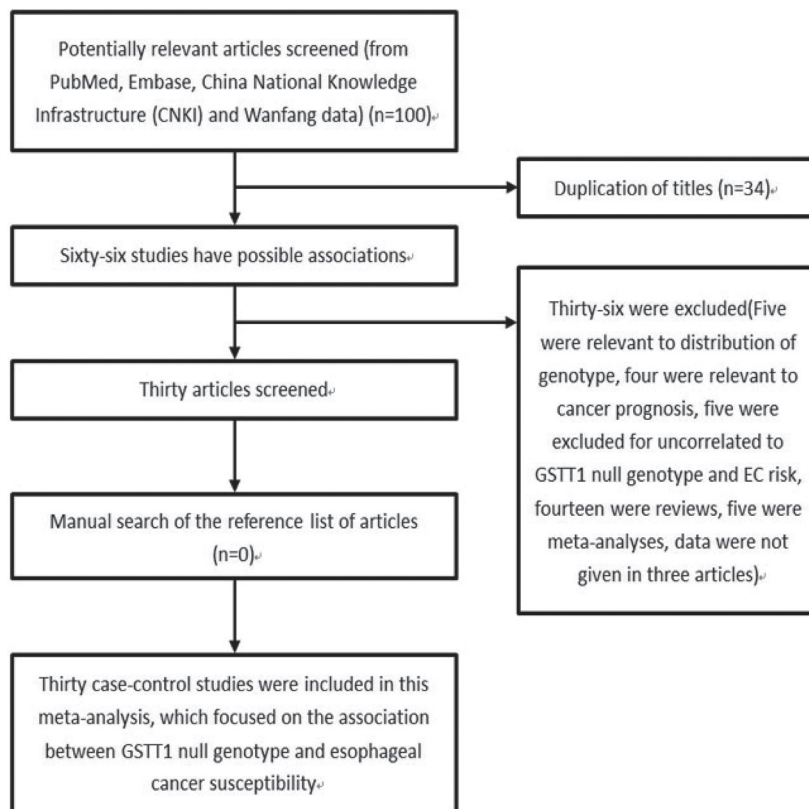 Potentially relevant articles screened (from
PubMed, Embase, China National Knowledge
Infrastructure (CNKI) and Wanfang data) (n=100)↵
Duplication of titles (n=34)↵
Sixty-six studies have possible associations↵
Thirty-six were excluded(Five
were relevant to distribution of
genotype, four were relevant to
cancer prognosis, five were
excluded for uncorrelated to
GSTT1 null genotype and EC risk,
fourteen were reviews, five were
meta-analyses, data were not
given in three articles)↵
Thirty articles screened↵
Manual search of the reference list of articles
(n=0)↵
Thirty case-control studies were included in this
meta-analysis, which focused on the association
between GSTT1 null genotype and esophageal
cancer susceptibility↵